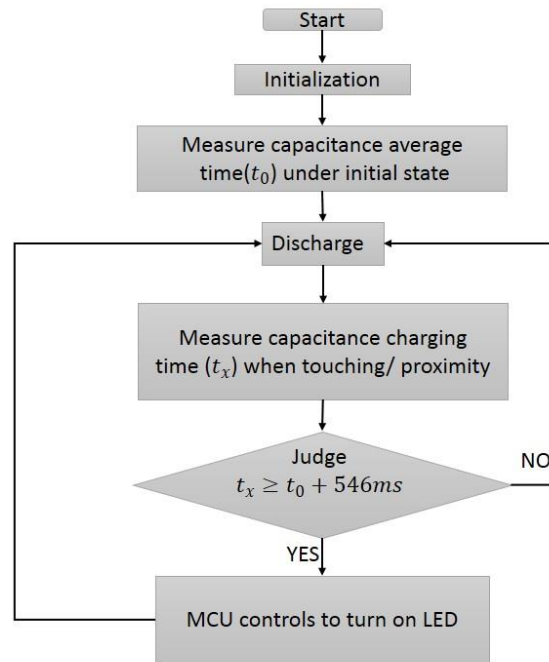 Start
Initialization
Measure capacitance average
time(t₀) under initial state
Discharge
Measure capacitance charging
time (tₓ) when touching/ proximity
Judge
tₓ ≥ t₀ + 546ms
NO
YES
MCU controls to turn on LED